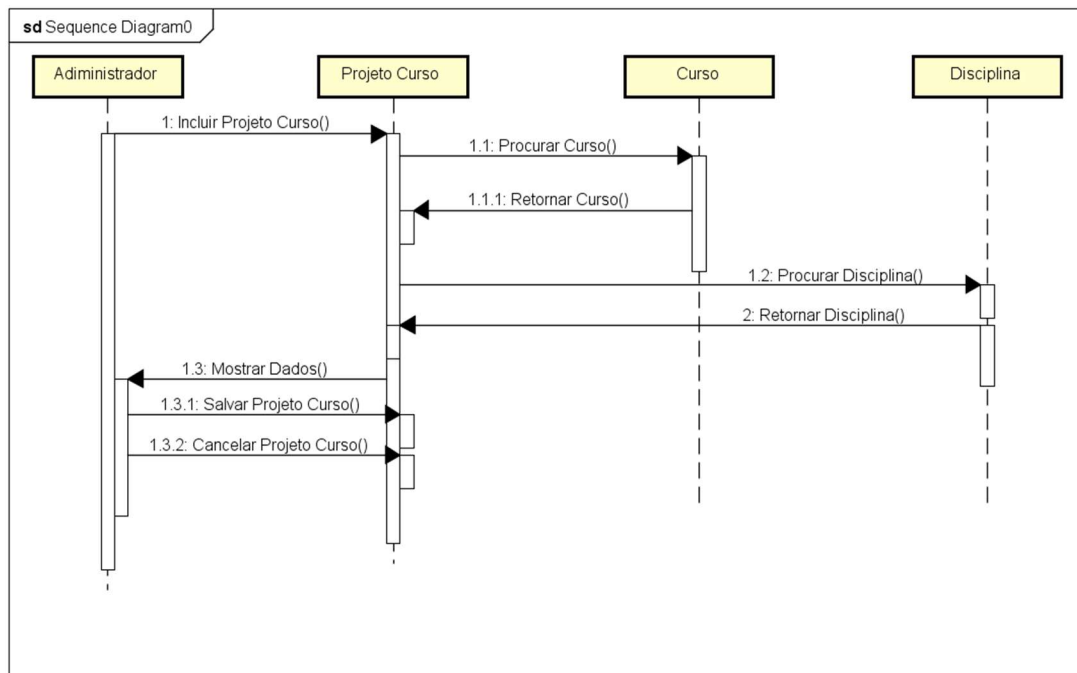 sd Sequence Diagram0
Adiministrador
Projeto Curso
Curso
Disciplina
1: Incluir Projeto Curso()
1.1: Procurar Curso()
1.1.1: Retornar Curso()
1.2: Procurar Disciplina()
2: Retornar Disciplina()
1.3: Mostrar Dados()
1.3.1: Salvar Projeto Curso()
1.3.2: Cancelar Projeto Curso()